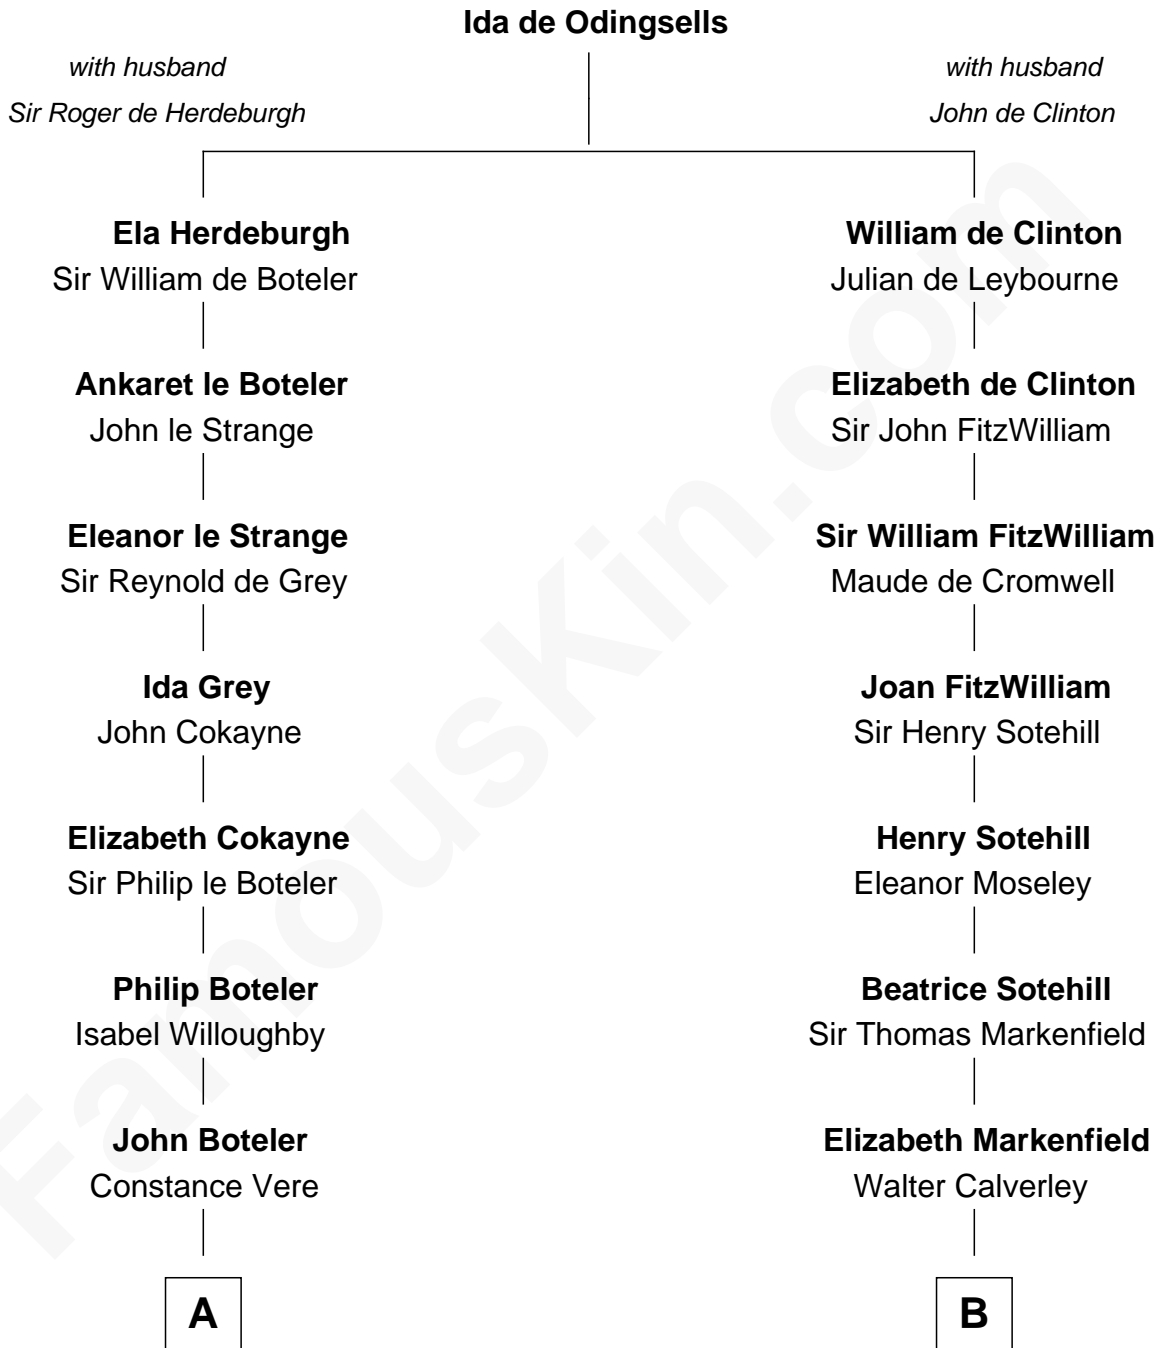 Ida de Odingsells
with husband
Sir Roger de Herdeburgh
with husband
John de Clinton
Ela Herdeburgh
Sir William de Boteler
William de Clinton
Julian de Leybourne
Ankaret le Boteler
John le Strange
Elizabeth de Clinton
Sir John FitzWilliam
Eleanor le Strange
Sir Reynold de Grey
Sir William FitzWilliam
Maude de Cromwell
Ida Grey
John Cokayne
Joan FitzWilliam
Sir Henry Sotehill
Elizabeth Cokayne
Sir Philip le Boteler
Henry Sotehill
Eleanor Moseley
Philip Boteler
Isabel Willoughby
Beatrice Sotehill
Sir Thomas Markenfield
John Boteler
Constance Vere
Elizabeth Markenfield
Walter Calverley
A
B
FamousKin.com